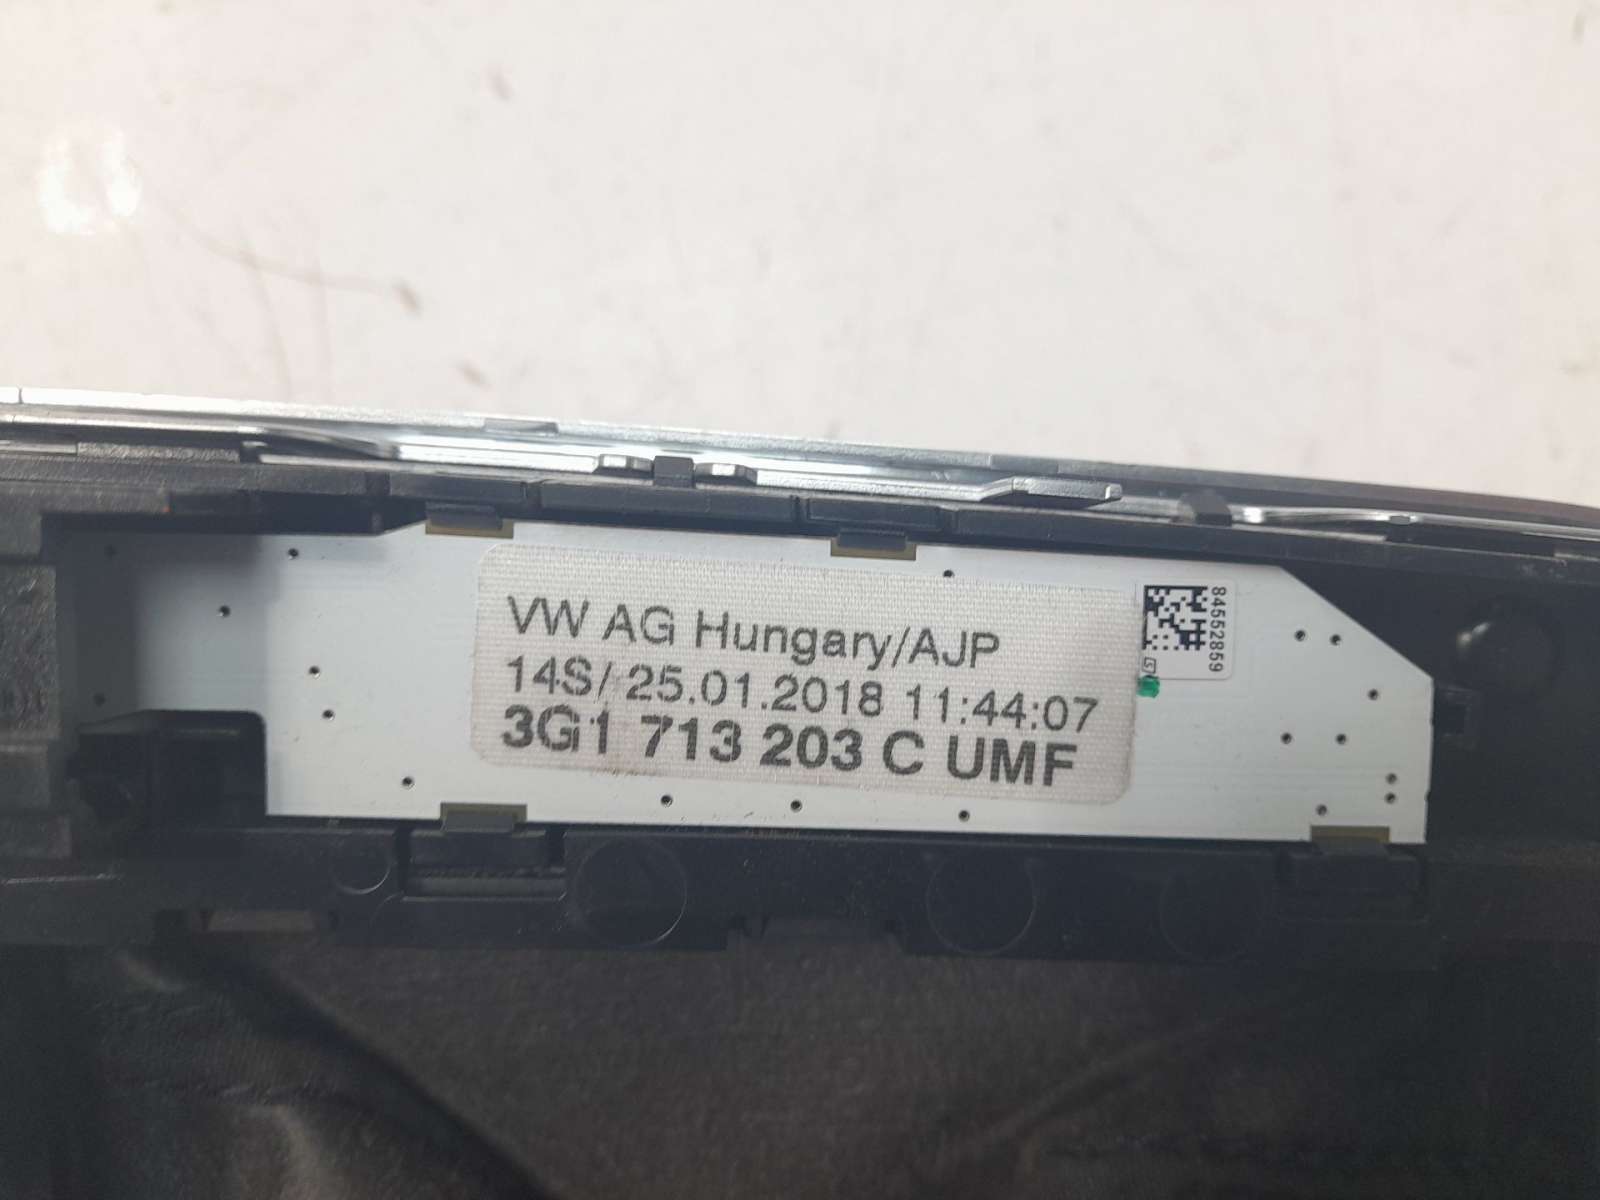 VW AG Hungary/AJP
14S/ 25.01.2018 11:44:07
3G1 713 203 C UMF
84552859